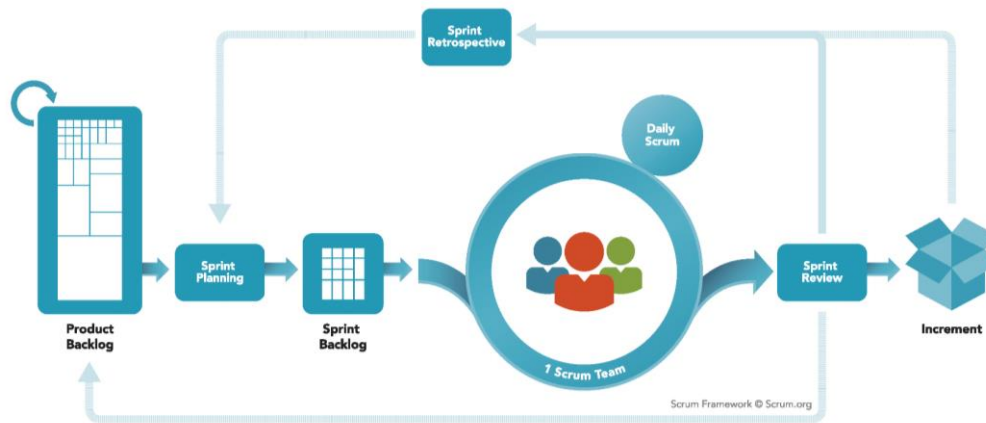 Sprint
Retrospective
Daily
Scrum
Sprint
Planning
Sprint
Review
Product
Backlog
Sprint
Backlog
Increment
1 Scrum Team
Scrum Framework © Scrum.org